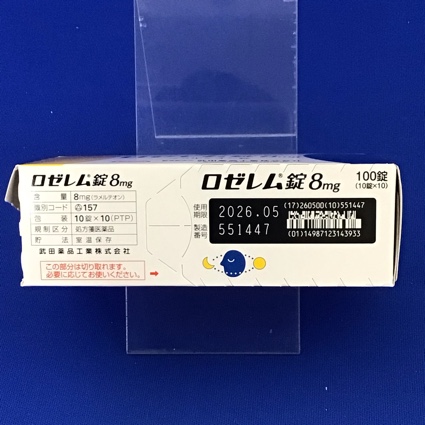 ロゼレム®錠8mg
含 量 8mg(ラメルテオン)
識別コード 157
包 装 10錠×10(PTP)
規制区分 処方箋医薬品
貯 法 室温保存
武田薬品工業株式会社
この部分は切り取れます。
必要に応じてお使いください。
→
ロゼレム®錠8mg
100錠
(10錠×10)
使用期限 2026.05
製造番号 551447
(17)260500(10)551447
(01)14987123143933